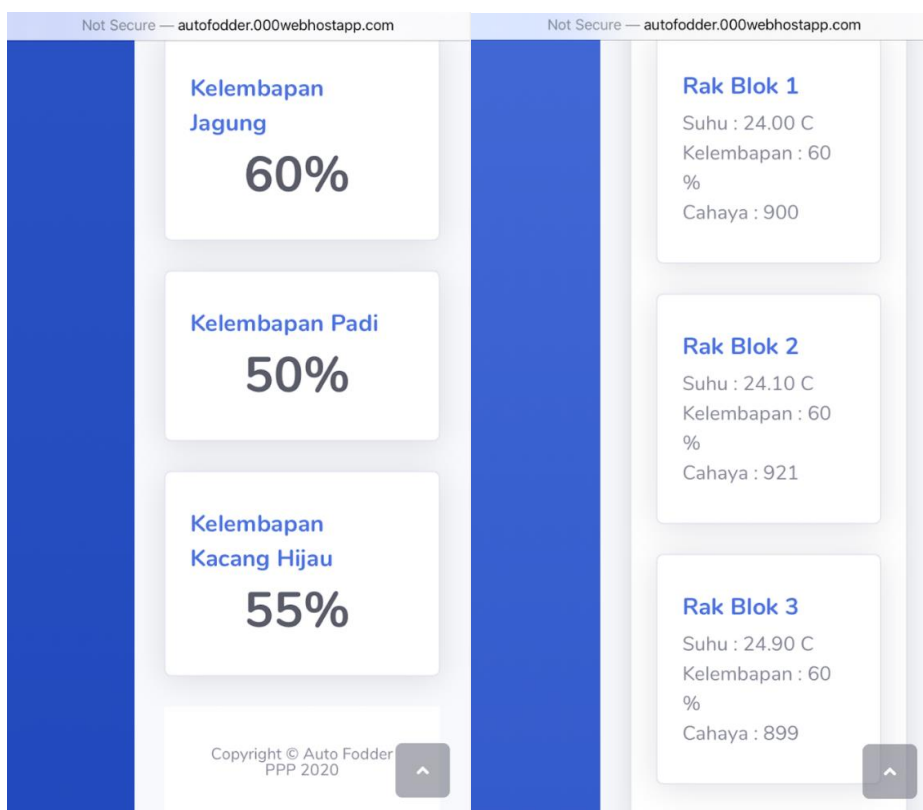 Not Secure — autofodder.000webhostapp.com
Kelembapan
Jagung
60%
Kelembapan Padi
50%
Kelembapan
Kacang Hijau
55%
Copyright © Auto Fodder
PPP 2020
Not Secure — autofodder.000webhostapp.com
Rak Blok 1
Suhu : 24.00 C
Kelembapan : 60
%
Cahaya : 900
Rak Blok 2
Suhu : 24.10 C
Kelembapan : 60
%
Cahaya : 921
Rak Blok 3
Suhu : 24.90 C
Kelembapan : 60
%
Cahaya : 899